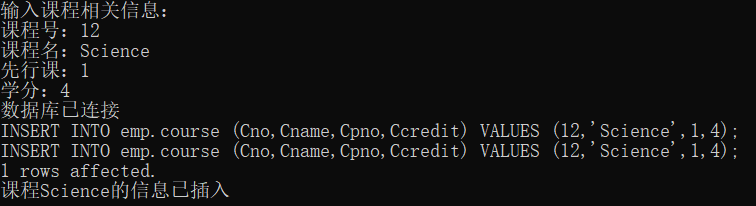 输入课程相关信息：
课程号：12
课程名：Science
先行课：1
学分：4
数据库已连接
INSERT INTO emp.course (Cno,Cname,Cpno,Ccredit) VALUES (12,'Science',1,4);
INSERT INTO emp.course (Cno,Cname,Cpno,Ccredit) VALUES (12,'Science',1,4);
1 rows affected.
课程Science的信息已插入